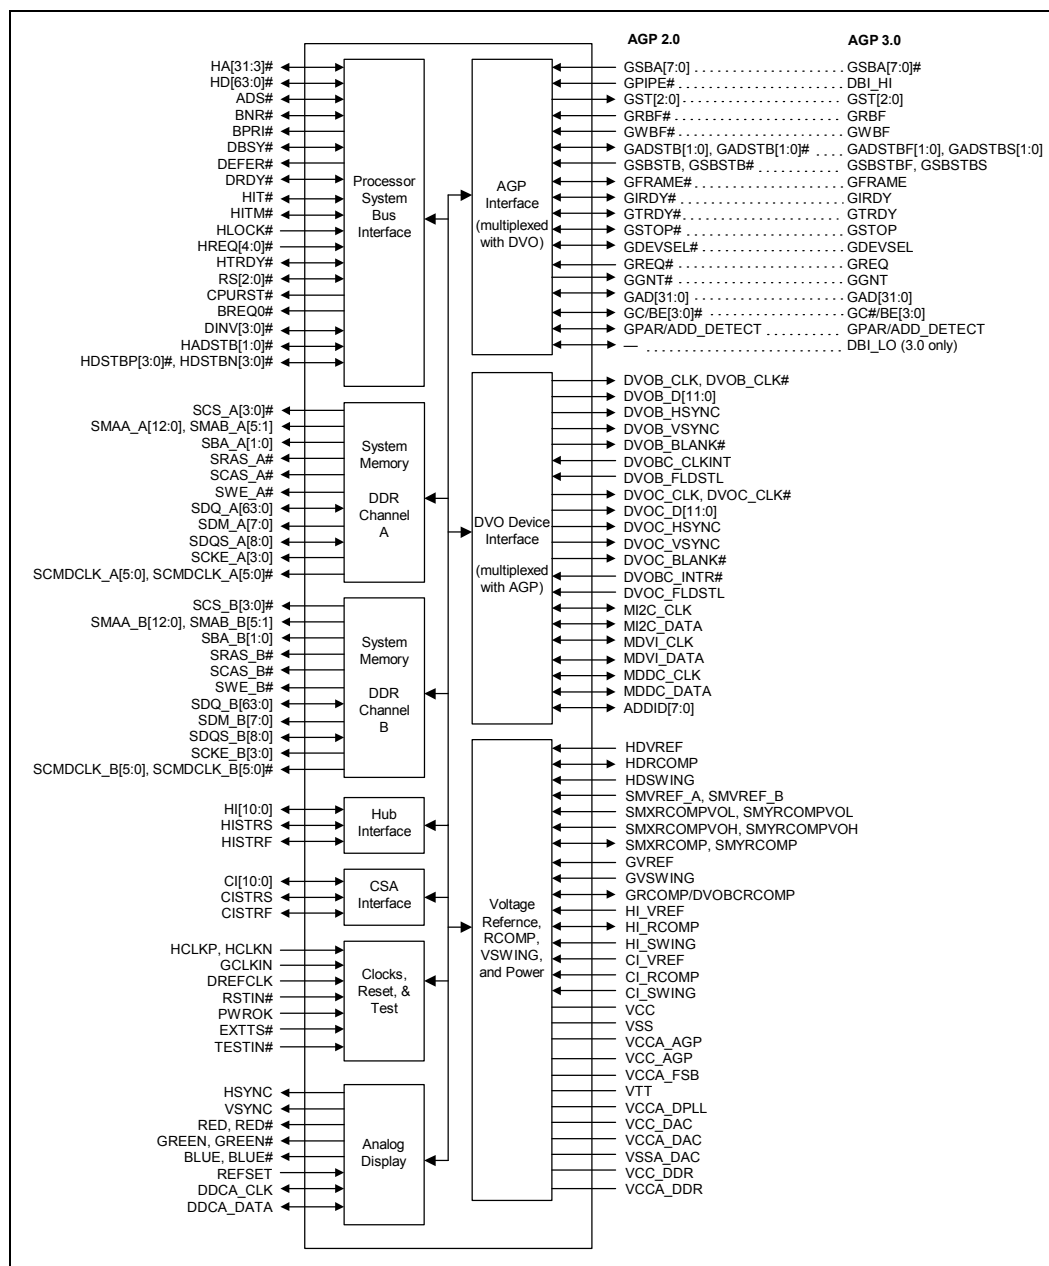 AGP 2.0
AGP 3.0
HA[31:3]#
HD[63:0]#
ADS#
BNR#
BPRI#
DBSY#
DEFER#
DRDY#
HIT#
HITM#
HLOCK#
HREQ[4:0]#
HTRDY#
RS[2:0]#
CPURST#
BREQ0#
DINV[3:0]#
HADSTB[1:0]#
HDSTBP[3:0]#, HDSTBN[3:0]#
Processor
System
Bus
Interface
SCS_A[3:0]#
SMAA_A[12:0], SMAB_A[5:1]
SBA_A[1:0]
SRAS_A#
SCAS_A#
SWE_A#
SDQ_A[63:0]
SDM_A[7:0]
SDQS_A[8:0]
SCKE_A[3:0]
SCMDCLK_A[5:0], SCMDCLK_A[5:0]#
System
Memory
DDR
Channel
A
SCS_B[3:0]#
SMAA_B[12:0], SMAB_B[5:1]
SBA_B[1:0]
SRAS_B#
SCAS_B#
SWE_B#
SDQ_B[63:0]
SDM_B[7:0]
SDQS_B[8:0]
SCKE_B[3:0]
SCMDCLK_B[5:0], SCMDCLK_B[5:0]#
System
Memory
DDR
Channel
B
HI[10:0]
HISTRS
HISTRF
Hub
Interface
CI[10:0]
CISTRS
CISTRF
CSA
Interface
HCLKP, HCLKN
GCLKIN
DREFCLK
RSTIN#
PWROK
EXTTS#
TESTIN#
Clocks,
Reset, &
Test
HSYNC
VSYNC
RED, RED#
GREEN, GREEN#
BLUE, BLUE#
REFSET
DDCA_CLK
DDCA_DATA
Analog
Display
AGP
Interface
(multiplexed
with DVO)
GSBA[7:0] . . . . . . . . . . . . . . . . . GSBA[7:0]#
GPIPE# . . . . . . . . . . . . . . . . . . . DBI_HI
GST[2:0] . . . . . . . . . . . . . . . . . . GST[2:0]
GRBF# . . . . . . . . . . . . . . . . . . . . GRBF
GWBF# . . . . . . . . . . . . . . . . . . . GWBF
GADSTB[1:0], GADSTB[1:0]# . . . . GADSTBF[1:0], GADSTBS[1:0]
GSBSTB, GSBSTB# . . . . . . . . . . GSBSTBF, GSBSTBS
GFRAME# . . . . . . . . . . . . . . . . . GFRAME
GIRDY# . . . . . . . . . . . . . . . . . . . GIRDY
GTRDY# . . . . . . . . . . . . . . . . . . GTRDY
GSTOP# . . . . . . . . . . . . . . . . . . GSTOP
GDEVSEL# . . . . . . . . . . . . . . . . GDEVSEL
GREQ# . . . . . . . . . . . . . . . . . . . GREQ
GGNT# . . . . . . . . . . . . . . . . . . . GGNT
GAD[31:0] . . . . . . . . . . . . . . . . . GAD[31:0]
GC/BE[3:0]# . . . . . . . . . . . . . . . GC#/BE[3:0]
GPAR/ADD_DETECT . . . . . . . . . GPAR/ADD_DETECT
— . . . . . . . . . . . . . . . . . . . . . . . DBI_LO (3.0 only)
DVO Device
Interface
(multiplexed
with AGP)
DVOB_CLK, DVOB_CLK#
DVOB_D[11:0]
DVOB_HSYNC
DVOB_VSYNC
DVOB_BLANK#
DVOBC_CLKINT
DVOB_FLDSTL
DVOC_CLK, DVOC_CLK#
DVOC_D[11:0]
DVOC_HSYNC
DVOC_VSYNC
DVOC_BLANK#
DVOBC_INTR#
DVOC_FLDSTL
MI2C_CLK
MI2C_DATA
MDVI_CLK
MDVI_DATA
MDDC_CLK
MDDC_DATA
ADDID[7:0]
Voltage
Refernce,
RCOMP,
VSWING,
and Power
HDVREF
HDRCOMP
HDSWING
SMVREF_A, SMVREF_B
SMXRCOMPVOL, SMYRCOMPVOL
SMXRCOMPVOH, SMYRCOMPVOH
SMXRCOMP, SMYRCOMP
GVREF
GVSWING
GRCOMP/DVOBCRCOMP
HI_VREF
HI_RCOMP
HI_SWING
CI_VREF
CI_RCOMP
CI_SWING
VCC
VSS
VCCA_AGP
VCC_AGP
VCCA_FSB
VTT
VCCA_DPLL
VCC_DAC
VCCA_DAC
VSSA_DAC
VCC_DDR
VCCA_DDR